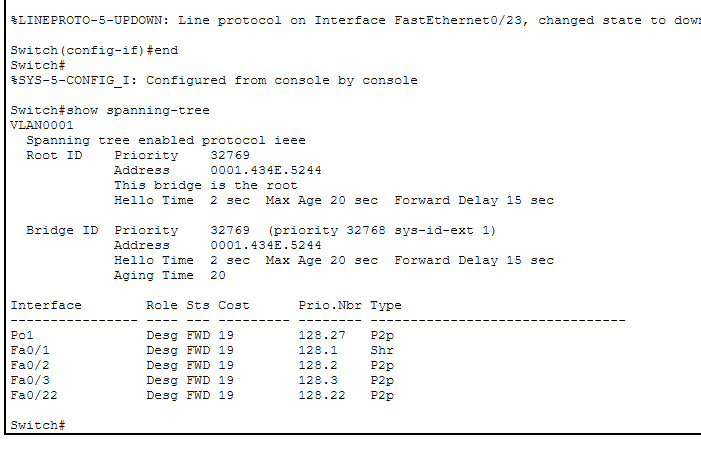 %LINEPROTO-5-UPDOWN: Line protocol on Interface FastEthernet0/23, changed state to down
Switch(config-if)#end
Switch#
%SYS-5-CONFIG_I: Configured from console by console
Switch#show spanning-tree
VLAN0001
  Spanning tree enabled protocol ieee
  Root ID    Priority    32769
             Address     0001.434E.5244
             This bridge is the root
             Hello Time  2 sec  Max Age 20 sec  Forward Delay 15 sec
  Bridge ID  Priority    32769  (priority 32768 sys-id-ext 1)
             Address     0001.434E.5244
             Hello Time  2 sec  Max Age 20 sec  Forward Delay 15 sec
             Aging Time  20
Interface        Role Sts Cost      Prio.Nbr Type
---------------- ---- --- --------- -------- --------------------------------
Po1              Desg FWD 19        128.27   P2p
Fa0/1            Desg FWD 19        128.1    Shr
Fa0/2            Desg FWD 19        128.2    P2p
Fa0/3            Desg FWD 19        128.3    P2p
Fa0/22           Desg FWD 19        128.22   P2p
Switch#